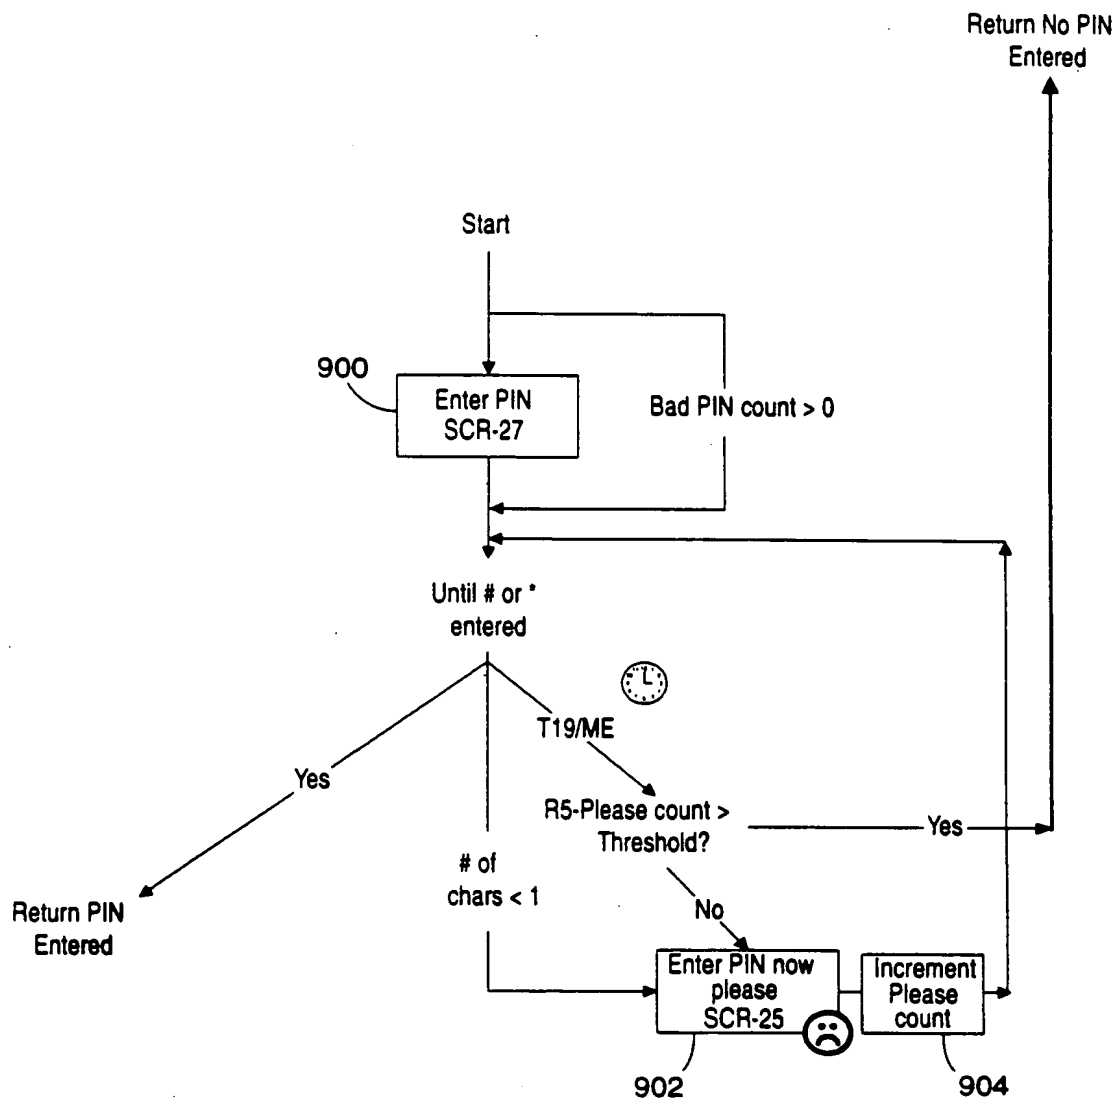 Return No PIN
Entered
Start
900
Enter PIN
SCR-27
Bad PIN count > 0
Until # or *
entered
T19/ME
Yes
R5-Please count >
Threshold?
Yes
# of
chars < 1
No
Return PIN
Entered
Enter PIN now
please
SCR-25
Increment
Please
count
902
904